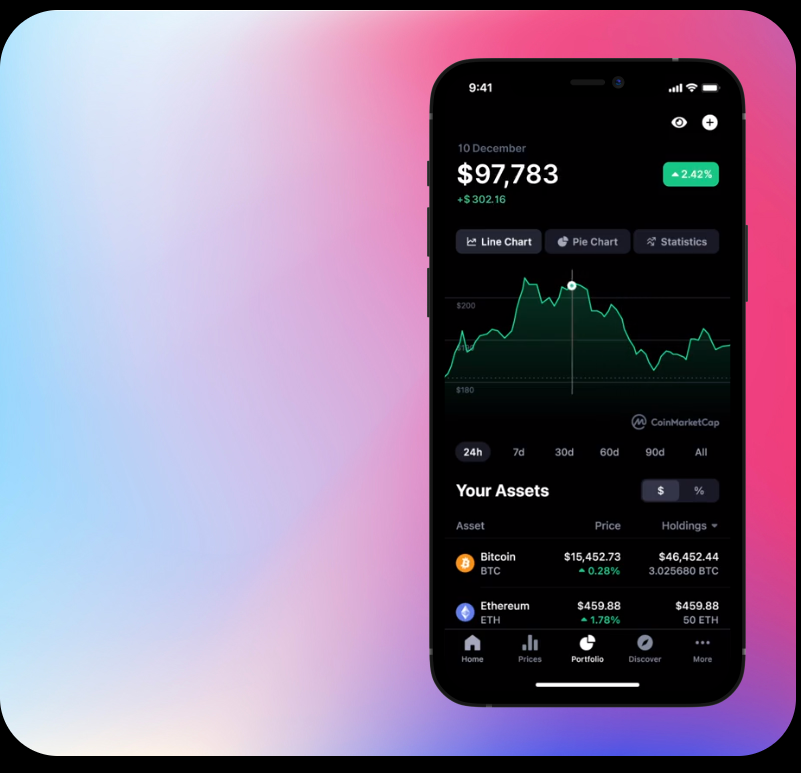 9:41
10 December
$97,783
2.42%
+$302.16
Line Chart Pie Chart Statistics
$200
$180
CoinMarketCap
24h 7d 30d 60d 90d All
Your Assets
$ %
Asset Price Holdings
Bitcoin $15,452.73 $46,452.44
BTC 0.28% 3.025680 BTC
Ethereum $459.88 $459.88
ETH 1.78% 50 ETH
Home Prices Portfolio Discover More